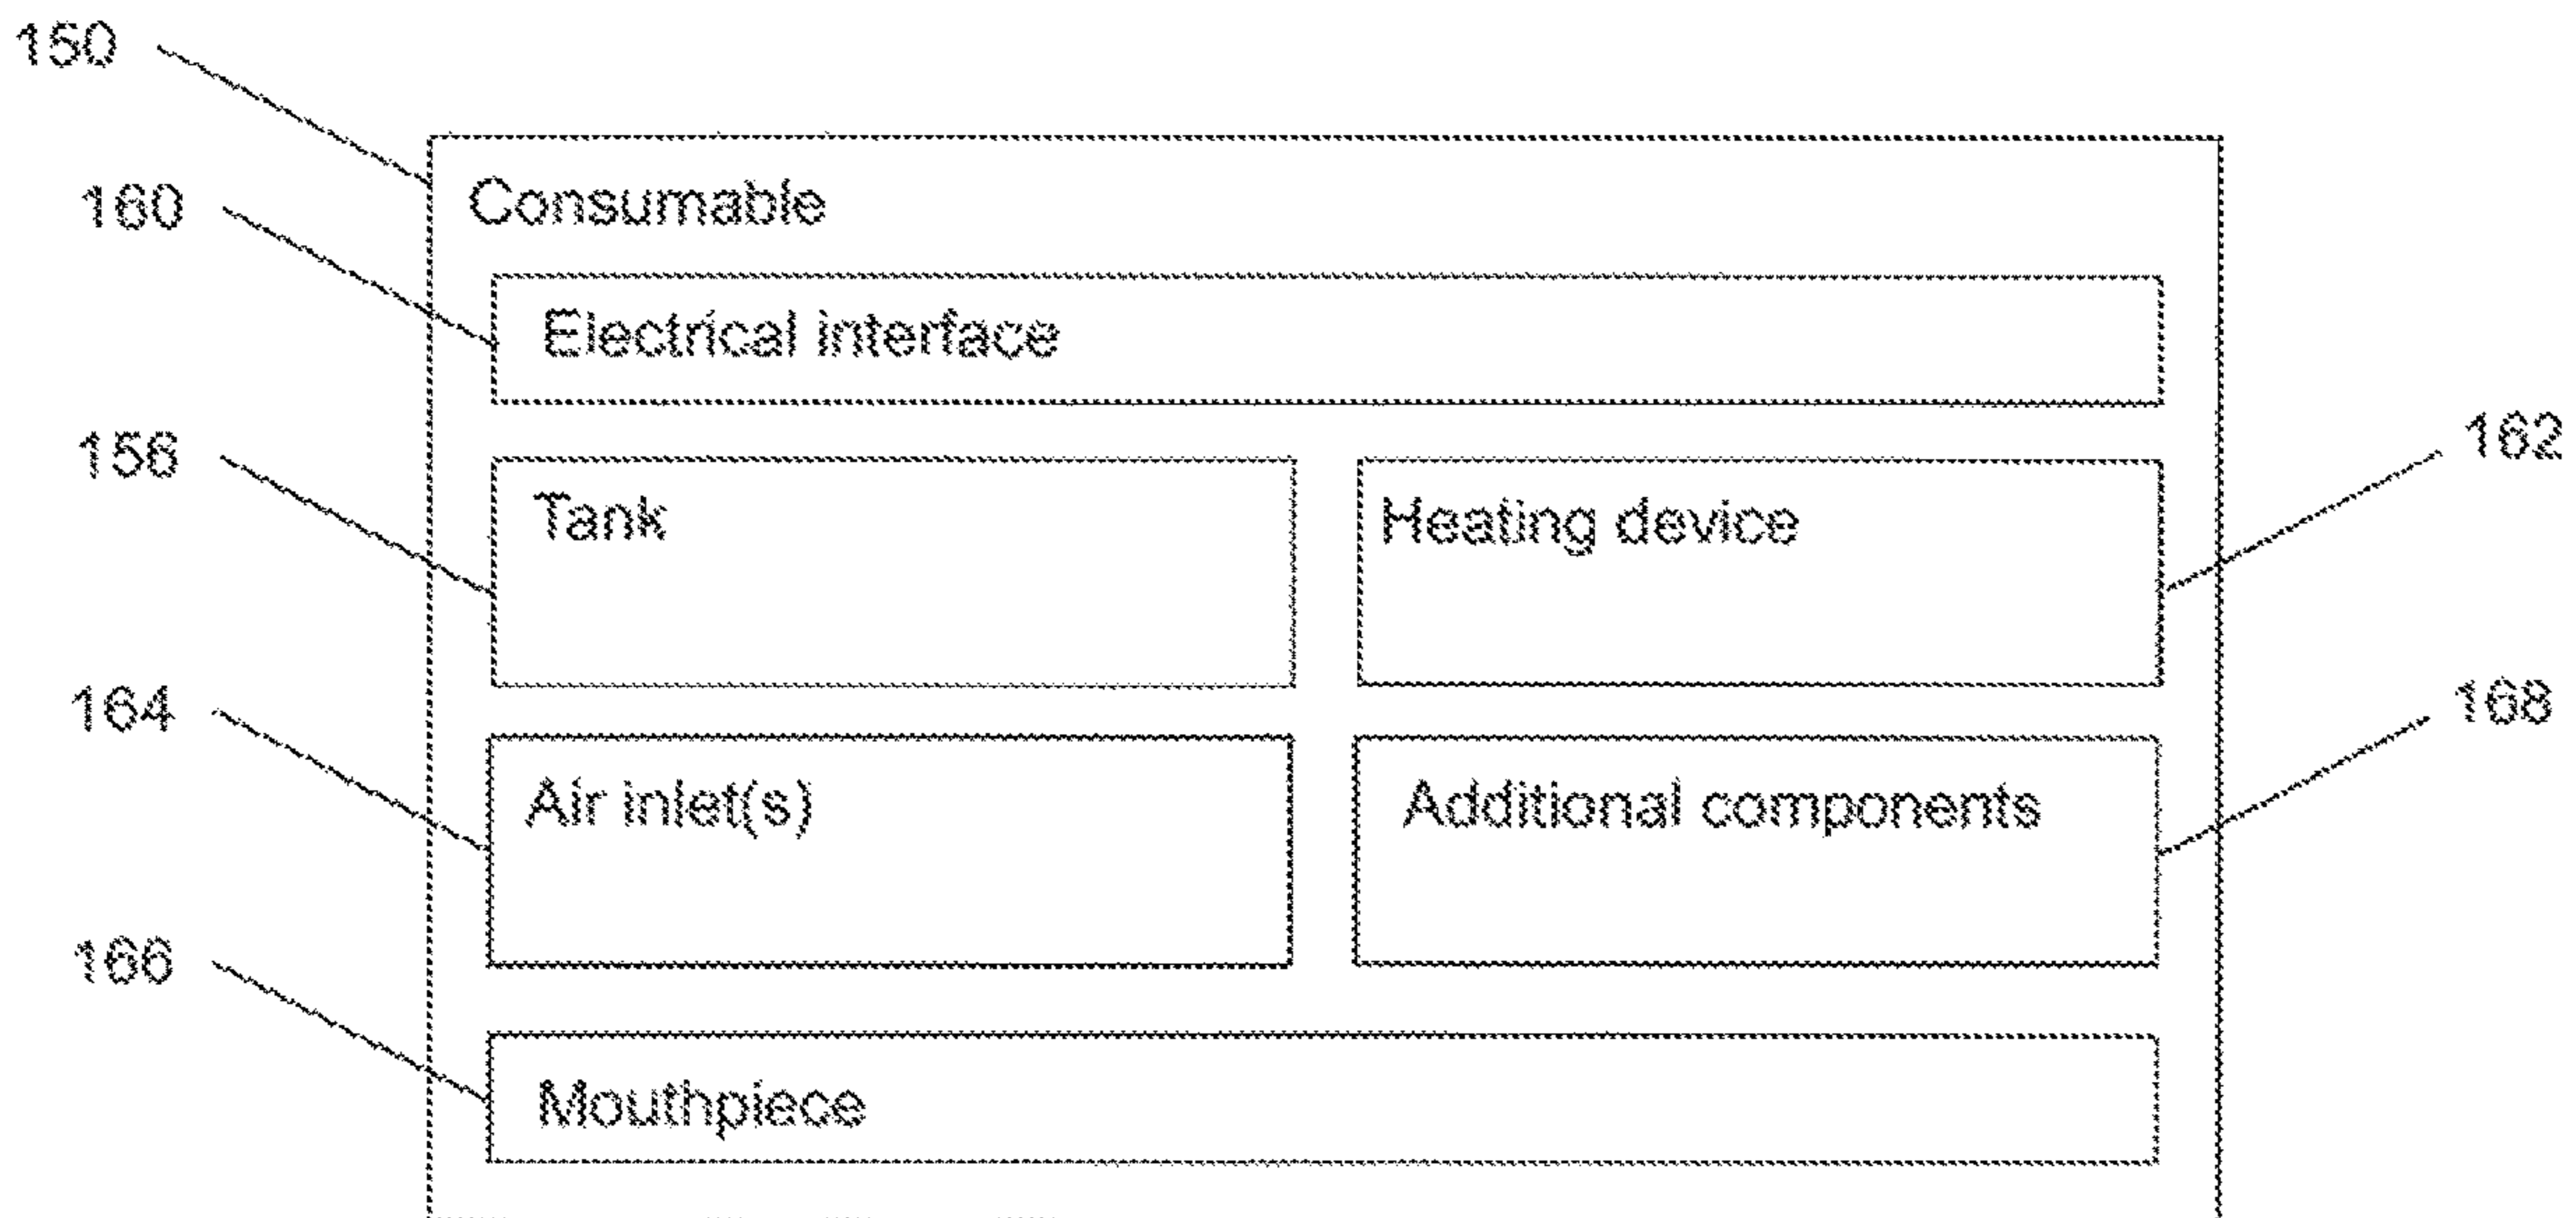 150
160
Consumable
Electrical interface
156
Tank
Heating device
162
164
Air inlet(s)
Additional components
168
166
Mouthpiece